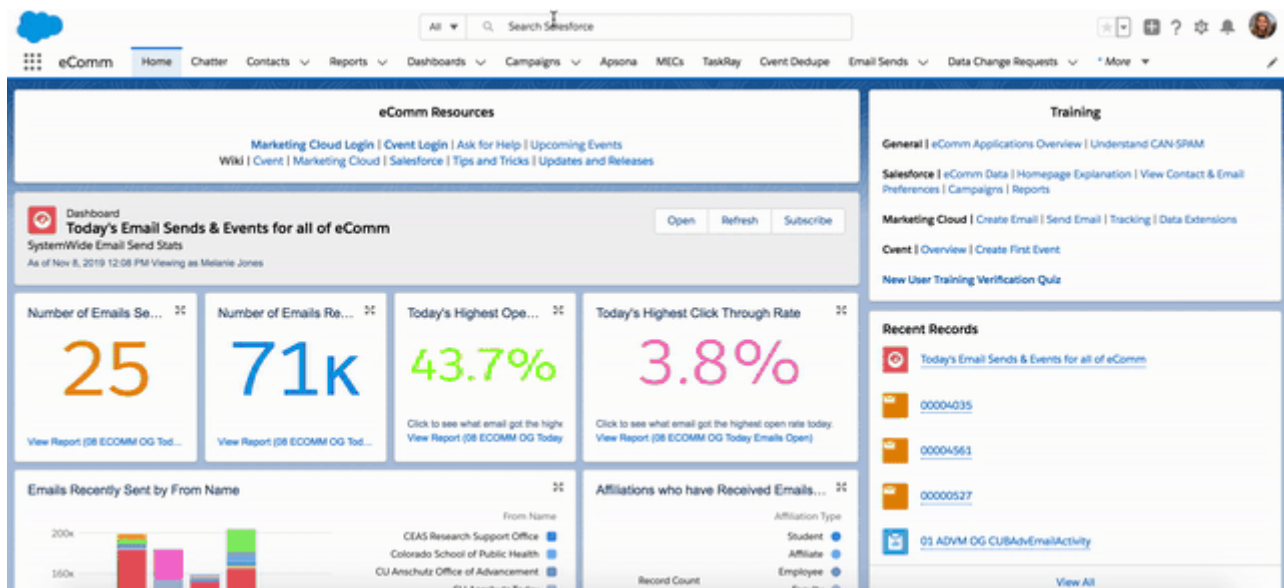 All
Search Salesforce
eComm Home Chatter Contacts Reports Dashboards Campaigns Apsona MECs TaskRay Cvent Dedupe Email Sends Data Change Requests * More
eComm Resources
Marketing Cloud Login | Cvent Login | Ask for Help | Upcoming Events
Wiki | Cvent | Marketing Cloud | Salesforce | Tips and Tricks | Updates and Releases
Dashboard
Today's Email Sends & Events for all of eComm
SystemWide Email Send Stats
As of Nov 8, 2019 12:08 PM·Viewing as Melanie Jones
Open Refresh Subscribe
Number of Emails Se...
25
View Report (08 ECOMM OG Tod...
Number of Emails Re...
71K
View Report (08 ECOMM OG Tod...
Today's Highest Ope...
43.7%
Click to see what email got the highe
View Report (08 ECOMM OG Today
Today's Highest Click Through Rate
3.8%
Click to see what email got the highest open rate today.
View Report (08 ECOMM OG Today Emails Open)
Emails Recently Sent by From Name
200k
160k
From Name
CEAS Research Support Office
Colorado School of Public Health
CU Anschutz Office of Advancement
CU Anschutz Today
Affiliations who have Received Emails...
Affiliation Type
Student
Affiliate
Employee
Record Count
Training
General | eComm Applications Overview | Understand CAN-SPAM
Salesforce | eComm Data | Homepage Explanation | View Contact & Email
Preferences | Campaigns | Reports
Marketing Cloud | Create Email | Send Email | Tracking | Data Extensions
Cvent | Overview | Create First Event
New User Training Verification Quiz
Recent Records
Today's Email Sends & Events for all of eComm
00004035
00004561
00000527
01 ADVM OG CUBAdvEmailActivity
View All